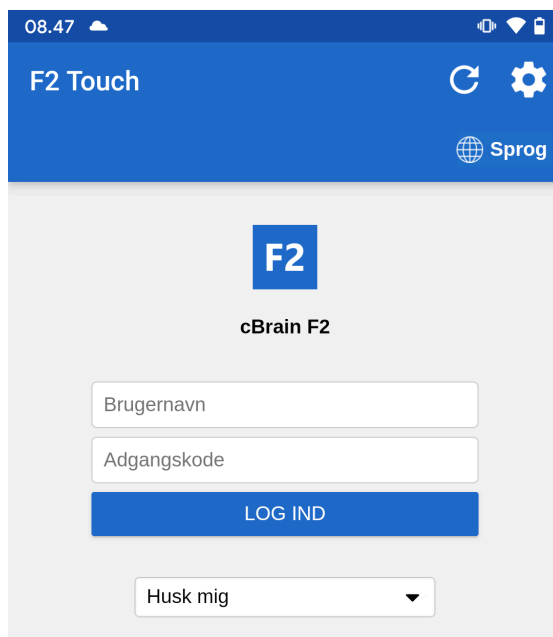 08.47
F2 Touch
Sprog
F2
cBrain F2
Brugernavn
Adgangskode
LOG IND
Husk mig